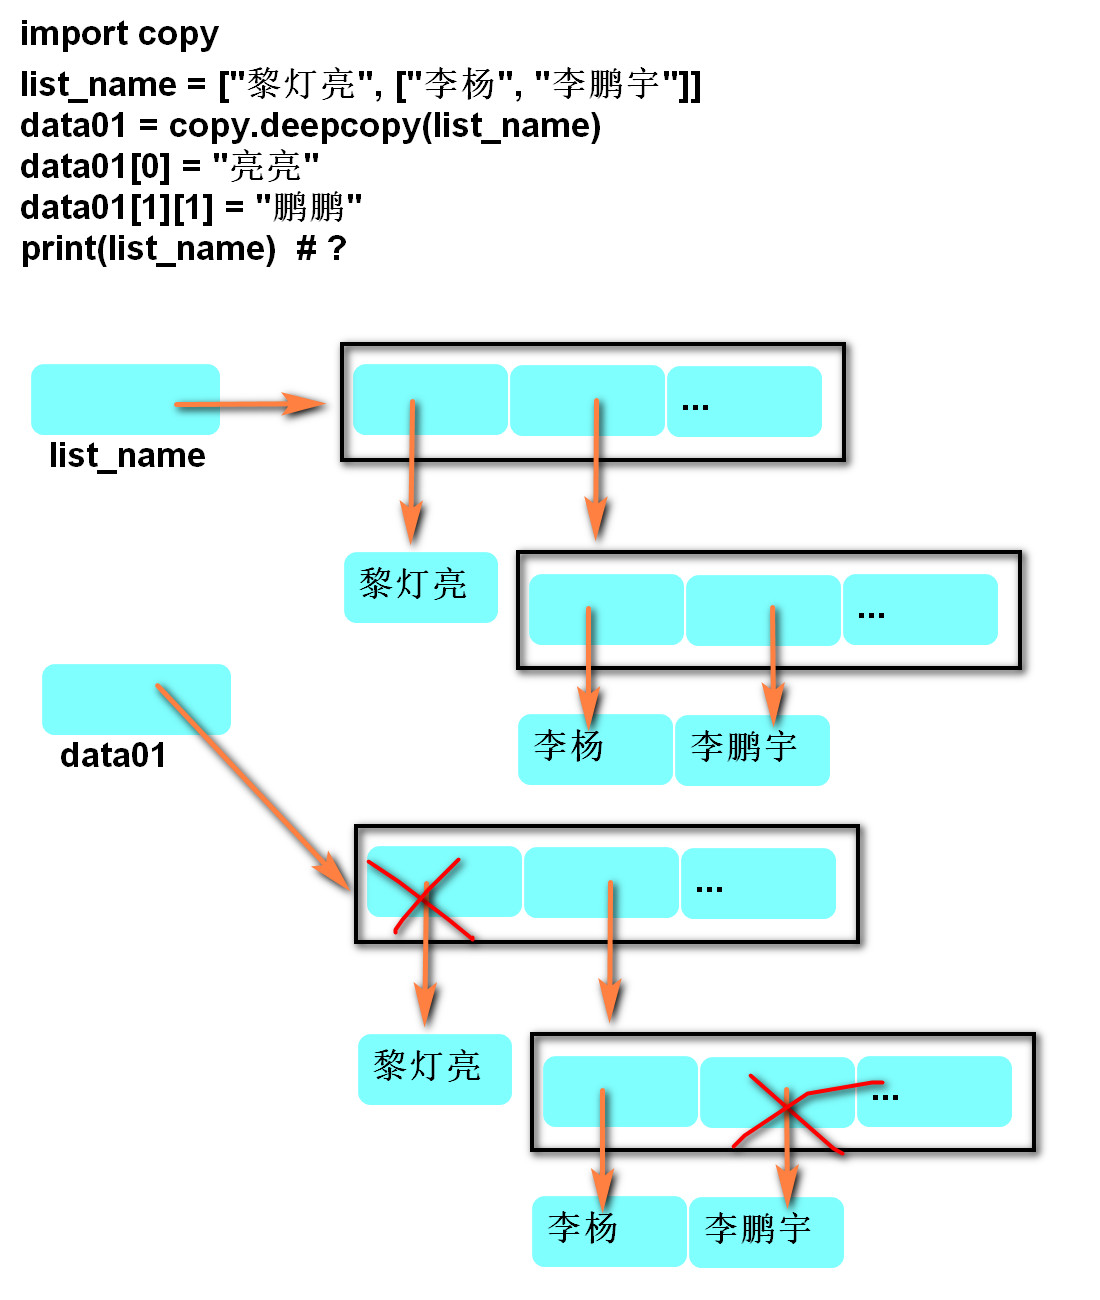 import copy
list_name = ["黎灯亮", ["李杨", "李鹏宇"]]
data01 = copy.deepcopy(list_name)
data01[0] = "亮亮"
data01[1][1] = "鹏鹏"
print(list_name)  # ?
...
list_name
黎灯亮
...
李杨
李鹏宇
data01
...
黎灯亮
...
李杨
李鹏宇